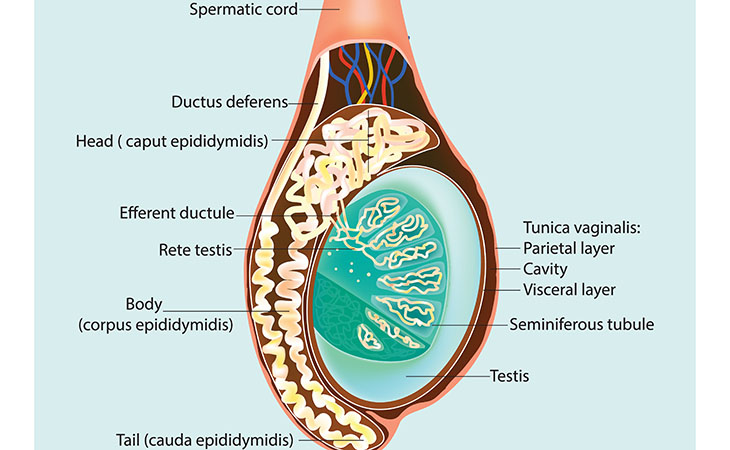 Spermatic cord
Ductus deferens
Head ( caput epididymidis)
Efferent ductule
Rete testis
Body
(corpus epididymidis)
Tail (cauda epididymidis)
Tunica vaginalis:
Parietal layer
Cavity
Visceral layer
Seminiferous tubule
Testis